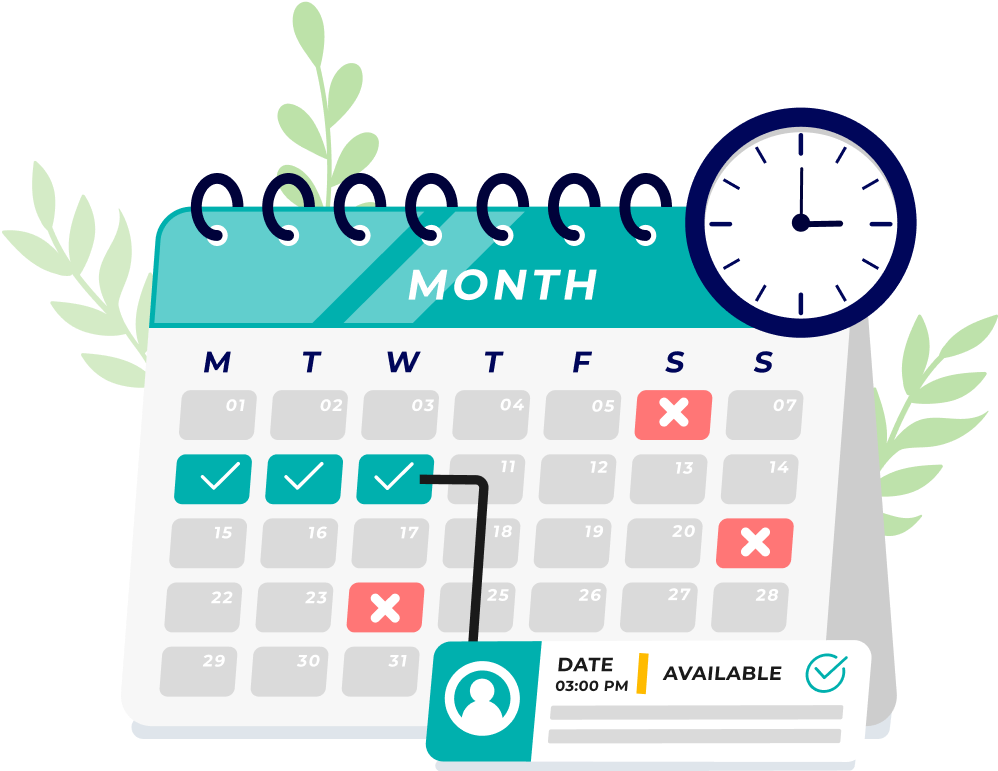 MONTH
M T W T F S S
01 02 03 04 05 07
11 12 13 14
15 16 17 18 19 20
22 23 25 26 27 28
29 30 31
DATE
03:00 PM
AVAILABLE